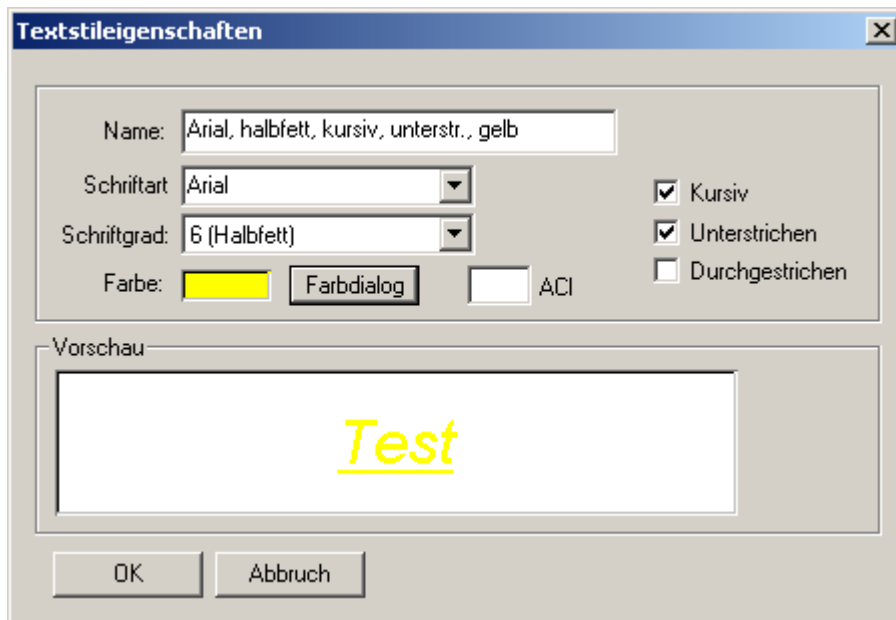 Textstileigenschaften
Name: Arial, halbfett, kursiv, unterstr., gelb
Schriftart Arial
Kursiv
Schriftgrad: 6 (Halbfett)
Unterstrichen
Farbe: Farbdialog ACI
Durchgestrichen
Vorschau
Test
OK Abbruch